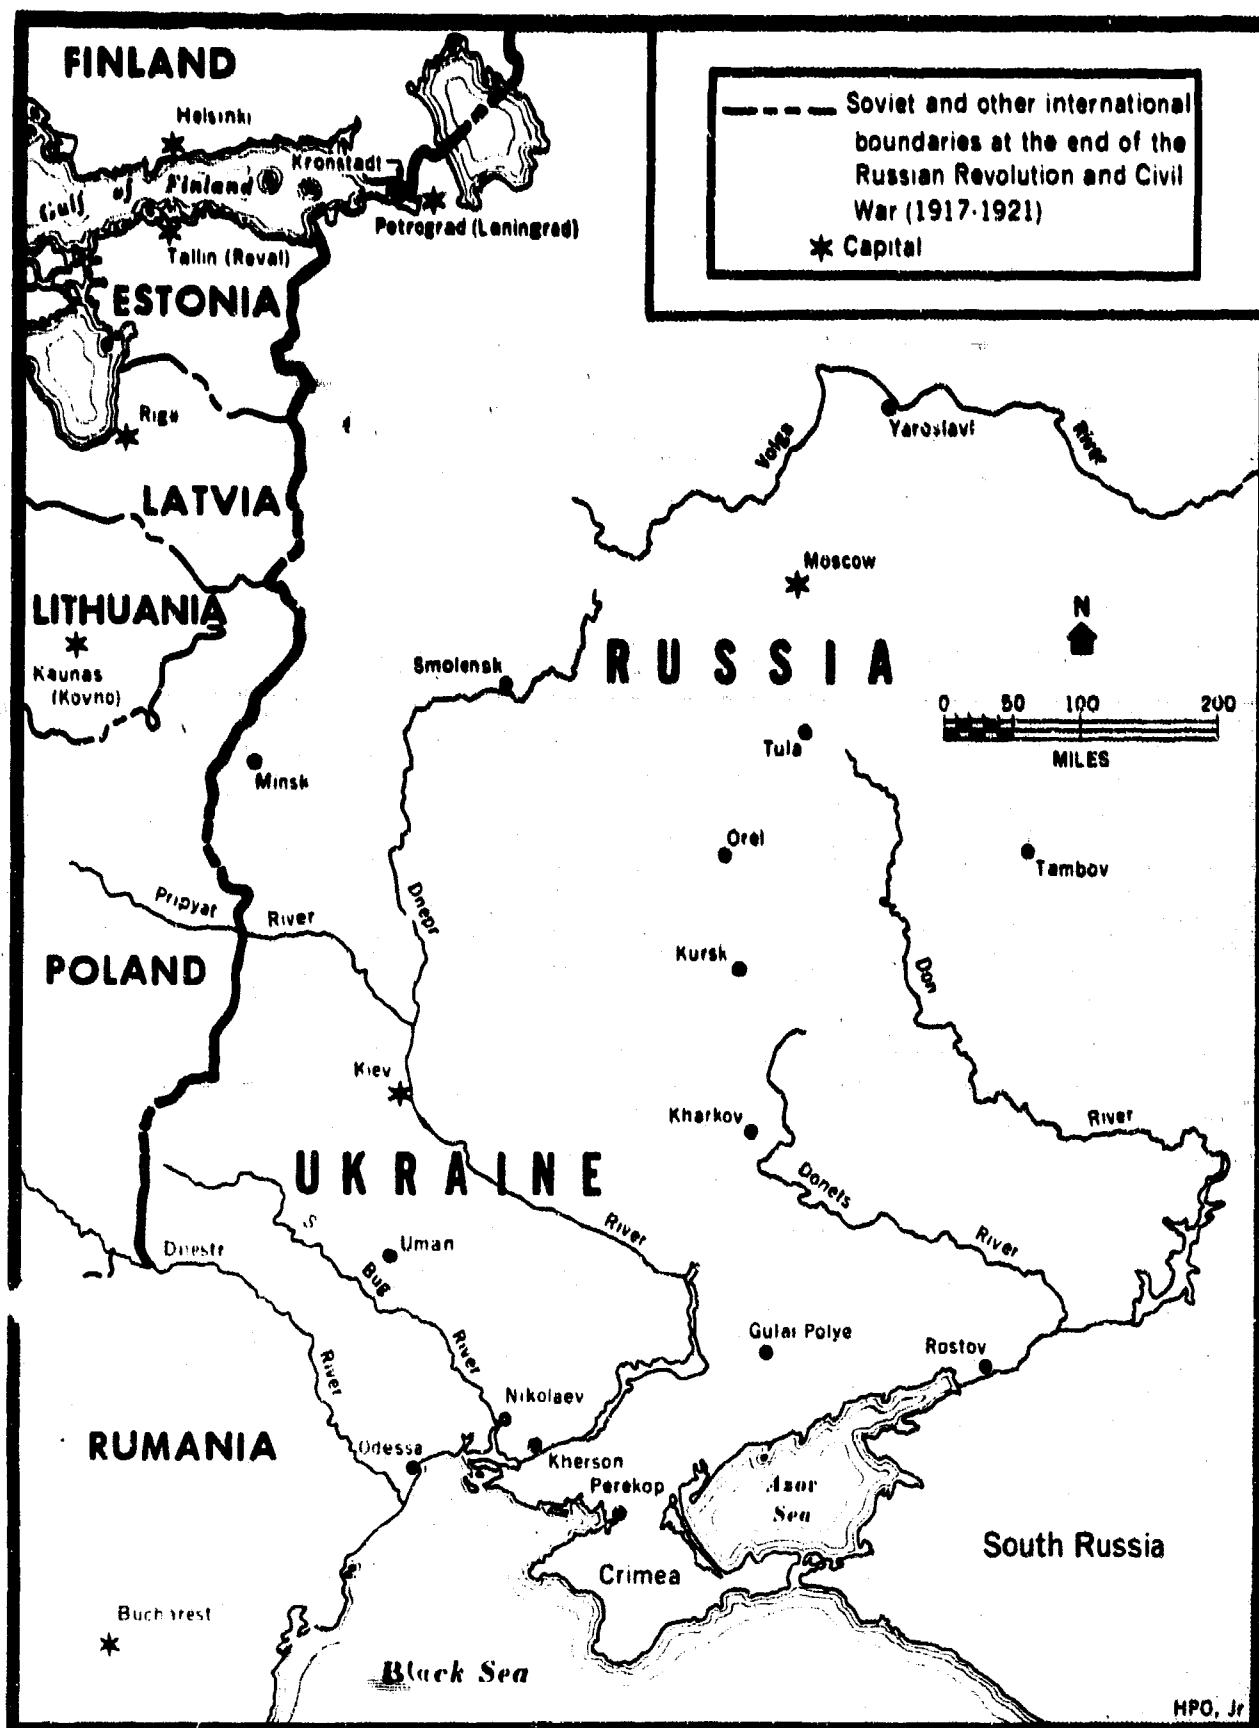 FINLAND
Helsinki
Kronstadt
Gulf of Finland
Petrograd (Leningrad)
Tallin (Reval)
ESTONIA
Soviet and other international
boundaries at the end of the
Russian Revolution and Civil
War (1917-1921)
Capital
Riga
Volga
River
Yaroslavl
LATVIA
Moscow
LITHUANIA
N
Kaunas
(Kovno)
Smolensk
RUSSIA
0 50 100 200
MILES
Tula
Minsk
Orel
Tambov
Pripyat River
Dnepr
Kursk
POLAND
Don
Kiev
Kharkov
River
UKRAINE
Donets
River
River
Dnestr
Uman
Bug
River
River
Gulai Polye
Rostov
Nikolaev
RUMANIA
Odessa
Kherson
Perekop
Azor
Sea
South Russia
Crimea
Bucharest
Black Sea
HPO, Jr